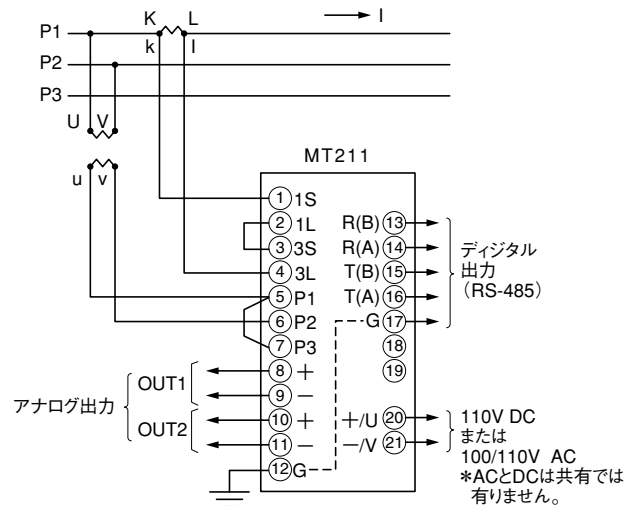 K L → I
P1
k l
P2
P3
U V
u v
MT211
① 1S
② 1L R(B) ⑬
③ 3S R(A) ⑭
④ 3L T(B) ⑮
⑤ P1 T(A) ⑯
⑥ P2 G ⑰
⑦ P3 ⑱
⑧ + ⑲
⑨ −
⑩ + +/U ⑳
⑪ − −/V ㉑
⑫ G
ディジタル
出力
（RS-485）
アナログ出力
OUT1
OUT2
110V DC
または
100/110V AC
*ACとDCは共有では
有りません。